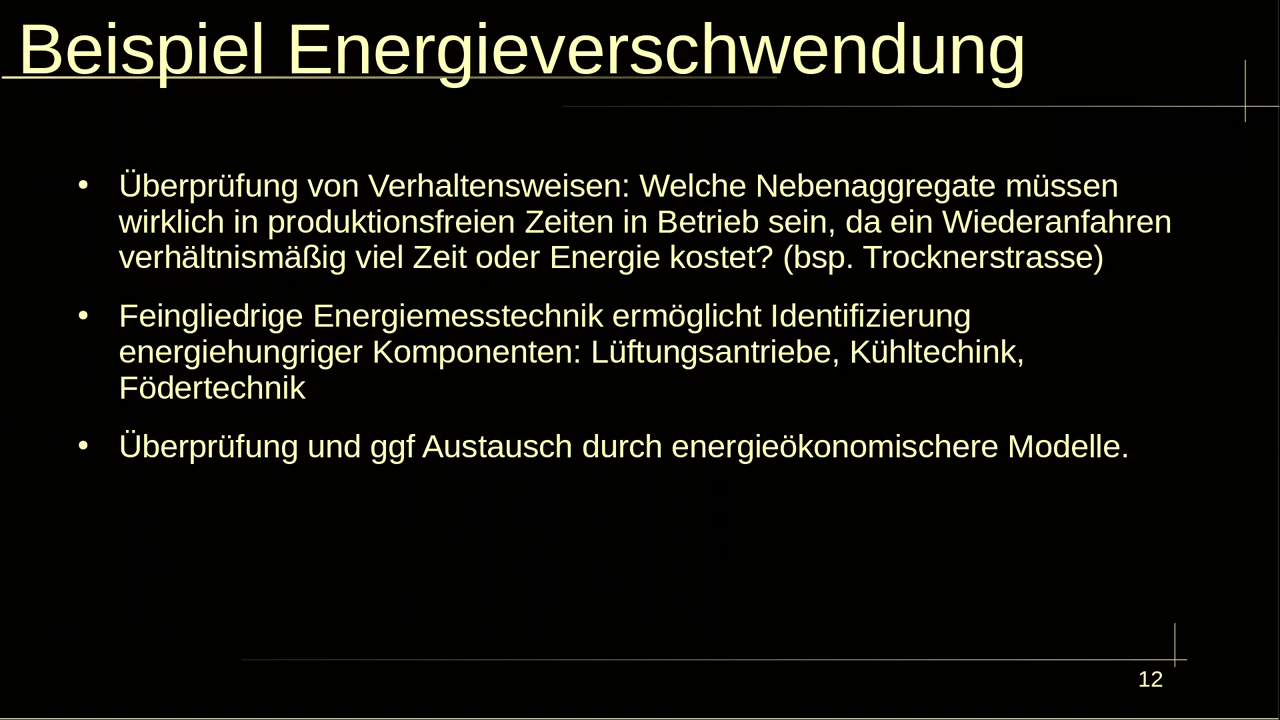 Beispiel Energieverschwendung
• Überprüfung von Verhaltensweisen: Welche Nebenaggregate müssen
wirklich in produktionsfreien Zeiten in Betrieb sein, da ein Wiederanfahren
verhältnismäßig viel Zeit oder Energie kostet? (bsp. Trocknerstrasse)
• Feingliedrige Energiemesstechnik ermöglicht Identifizierung
energiehungriger Komponenten: Lüftungsantriebe, Kühltechink,
Födertechnik
• Überprüfung und ggf Austausch durch energieökonomischere Modelle.
12